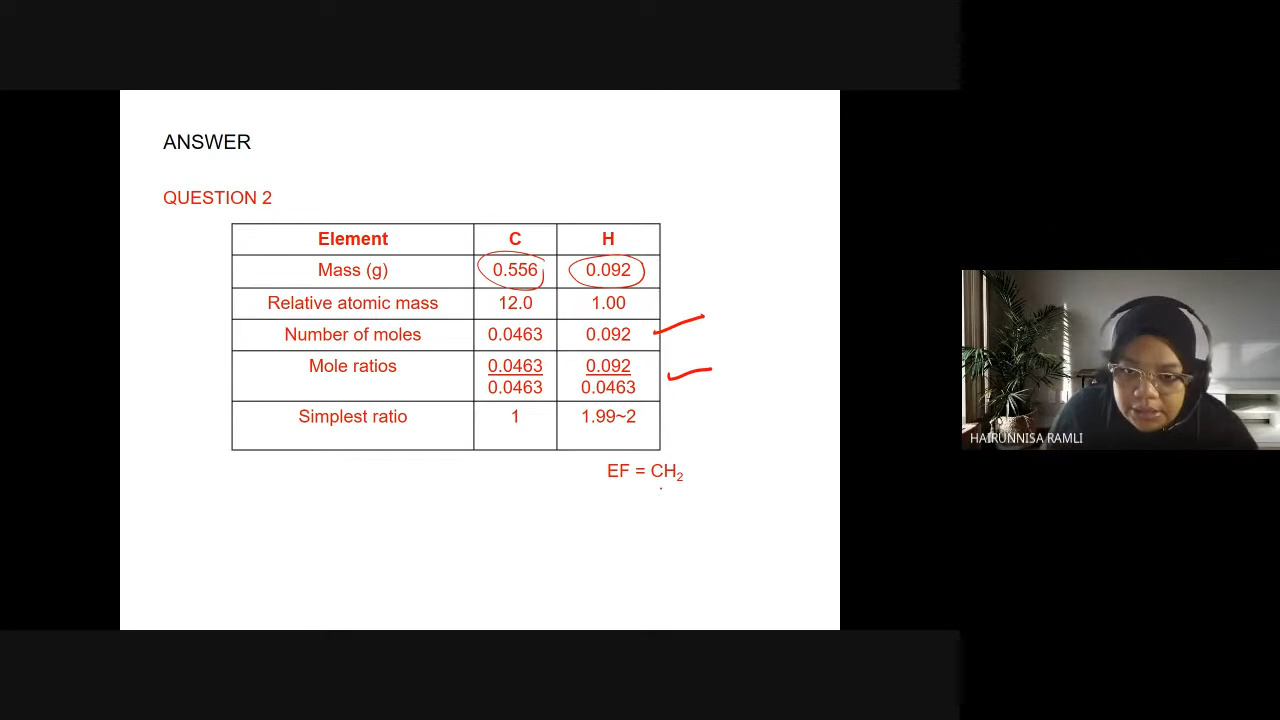 ANSWER
QUESTION 2
Element C H
Mass (g) 0.556 0.092
Relative atomic mass 12.0 1.00
Number of moles 0.0463 0.092
Mole ratios 0.0463 0.092
0.0463 0.0463
Simplest ratio 1 1.99~2
EF = CH₂
HAIRUNNISA RAMLI